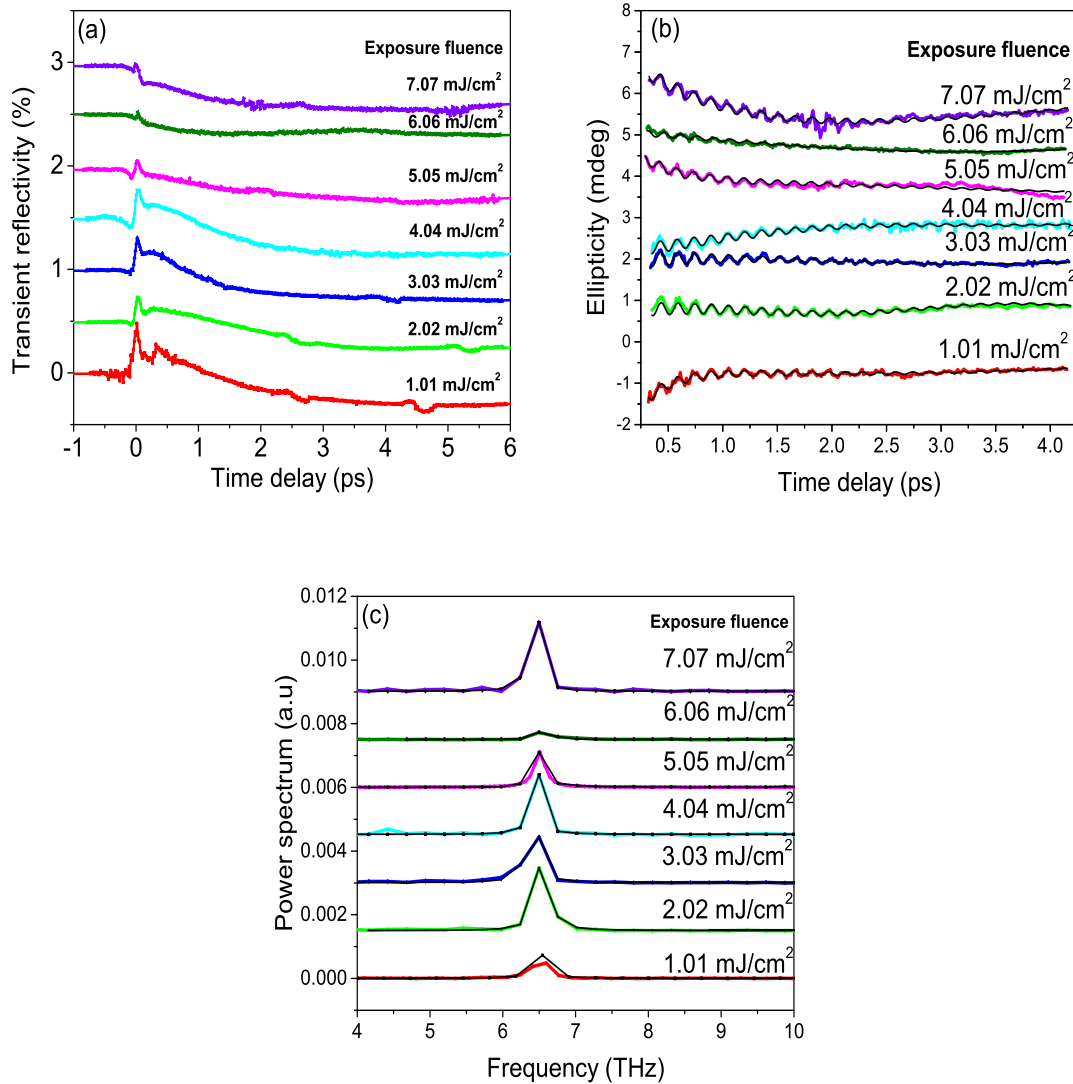 (a)
Exposure fluence
7.07 mJ/cm²
6.06 mJ/cm²
5.05 mJ/cm²
4.04 mJ/cm²
3.03 mJ/cm²
2.02 mJ/cm²
1.01 mJ/cm²
3
2
1
0
Transient reflectivity (%)
-1 0 1 2 3 4 5 6
Time delay (ps)
(b)
Exposure fluence
7.07 mJ/cm²
6.06 mJ/cm²
5.05 mJ/cm²
4.04 mJ/cm²
3.03 mJ/cm²
2.02 mJ/cm²
1.01 mJ/cm²
8
7
6
5
4
3
2
1
0
-1
-2
Ellipticity (mdeg)
0.5 1.0 1.5 2.0 2.5 3.0 3.5 4.0
Time delay (ps)
(c)
Exposure fluence
7.07 mJ/cm²
6.06 mJ/cm²
5.05 mJ/cm²
4.04 mJ/cm²
3.03 mJ/cm²
2.02 mJ/cm²
1.01 mJ/cm²
0.012
0.010
0.008
0.006
0.004
0.002
0.000
Power spectrum (a.u)
4 5 6 7 8 9 10
Frequency (THz)